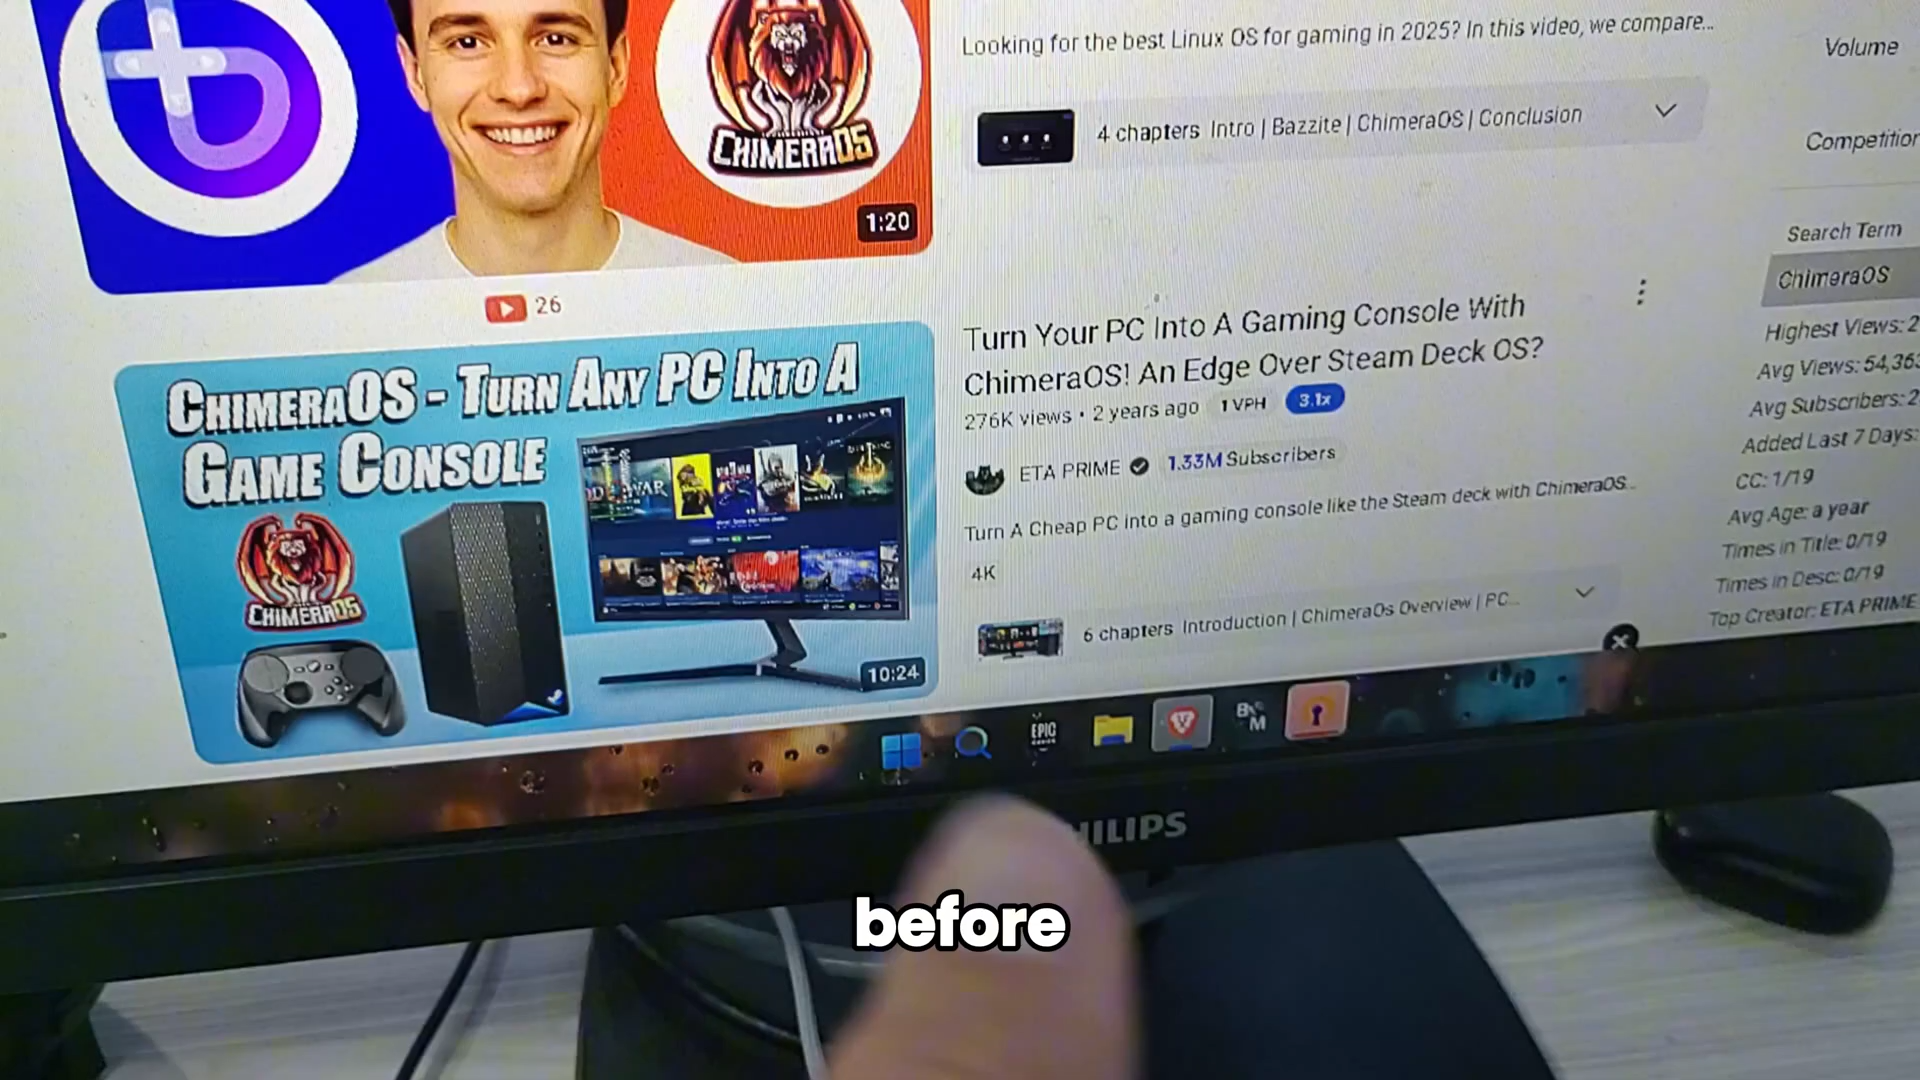 CHIMERAOS
1:20
26
Looking for the best Linux OS for gaming in 2025? In this video, we compare...
4 chapters Intro | Bazzite | ChimeraOS | Conclusion
CHIMERAOS - TURN ANY PC INTO A
GAME CONSOLE
CHIMERAOS
10:24
Turn Your PC Into A Gaming Console With
ChimeraOS! An Edge Over Steam Deck OS?
276K views • 2 years ago 1 VPH 3.1x
ETA PRIME 1.33M Subscribers
Turn A Cheap PC into a gaming console like the Steam deck with ChimeraOS...
4K
6 chapters Introduction | ChimeraOs Overview | PC...
Volume
Competition
Search Term
ChimeraOS
Highest Views: 2
Avg Views: 54,363
Avg Subscribers: 2
Added Last 7 Days:
CC: 1/19
Avg Age: a year
Times in Title: 0/19
Times in Desc: 0/19
Top Creator: ETA PRIME
EPIC
GAMES
HILIPS
before